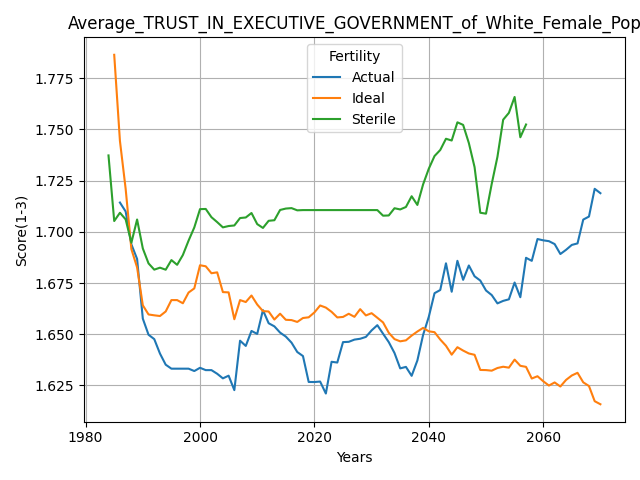 Average_TRUST_IN_EXECUTIVE_GOVERNMENT_of_White_Female_Pop
Fertility
Actual
Ideal
Sterile
1.775
1.750
1.725
1.700
1.675
1.650
1.625
Score(1-3)
1980
2000
2020
2040
2060
Years